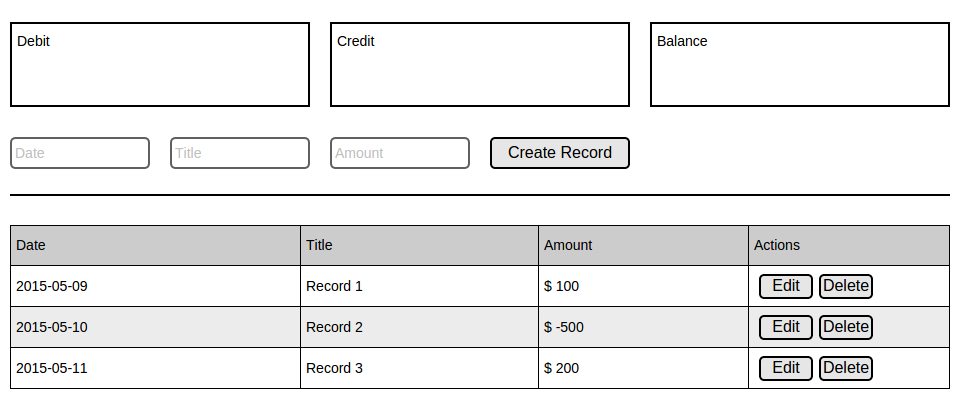 Debit Credit Balance
Date Title Amount Create Record
Date Title Amount Actions
2015-05-09 Record 1 $ 100 Edit Delete
2015-05-10 Record 2 $ -500 Edit Delete
2015-05-11 Record 3 $ 200 Edit Delete